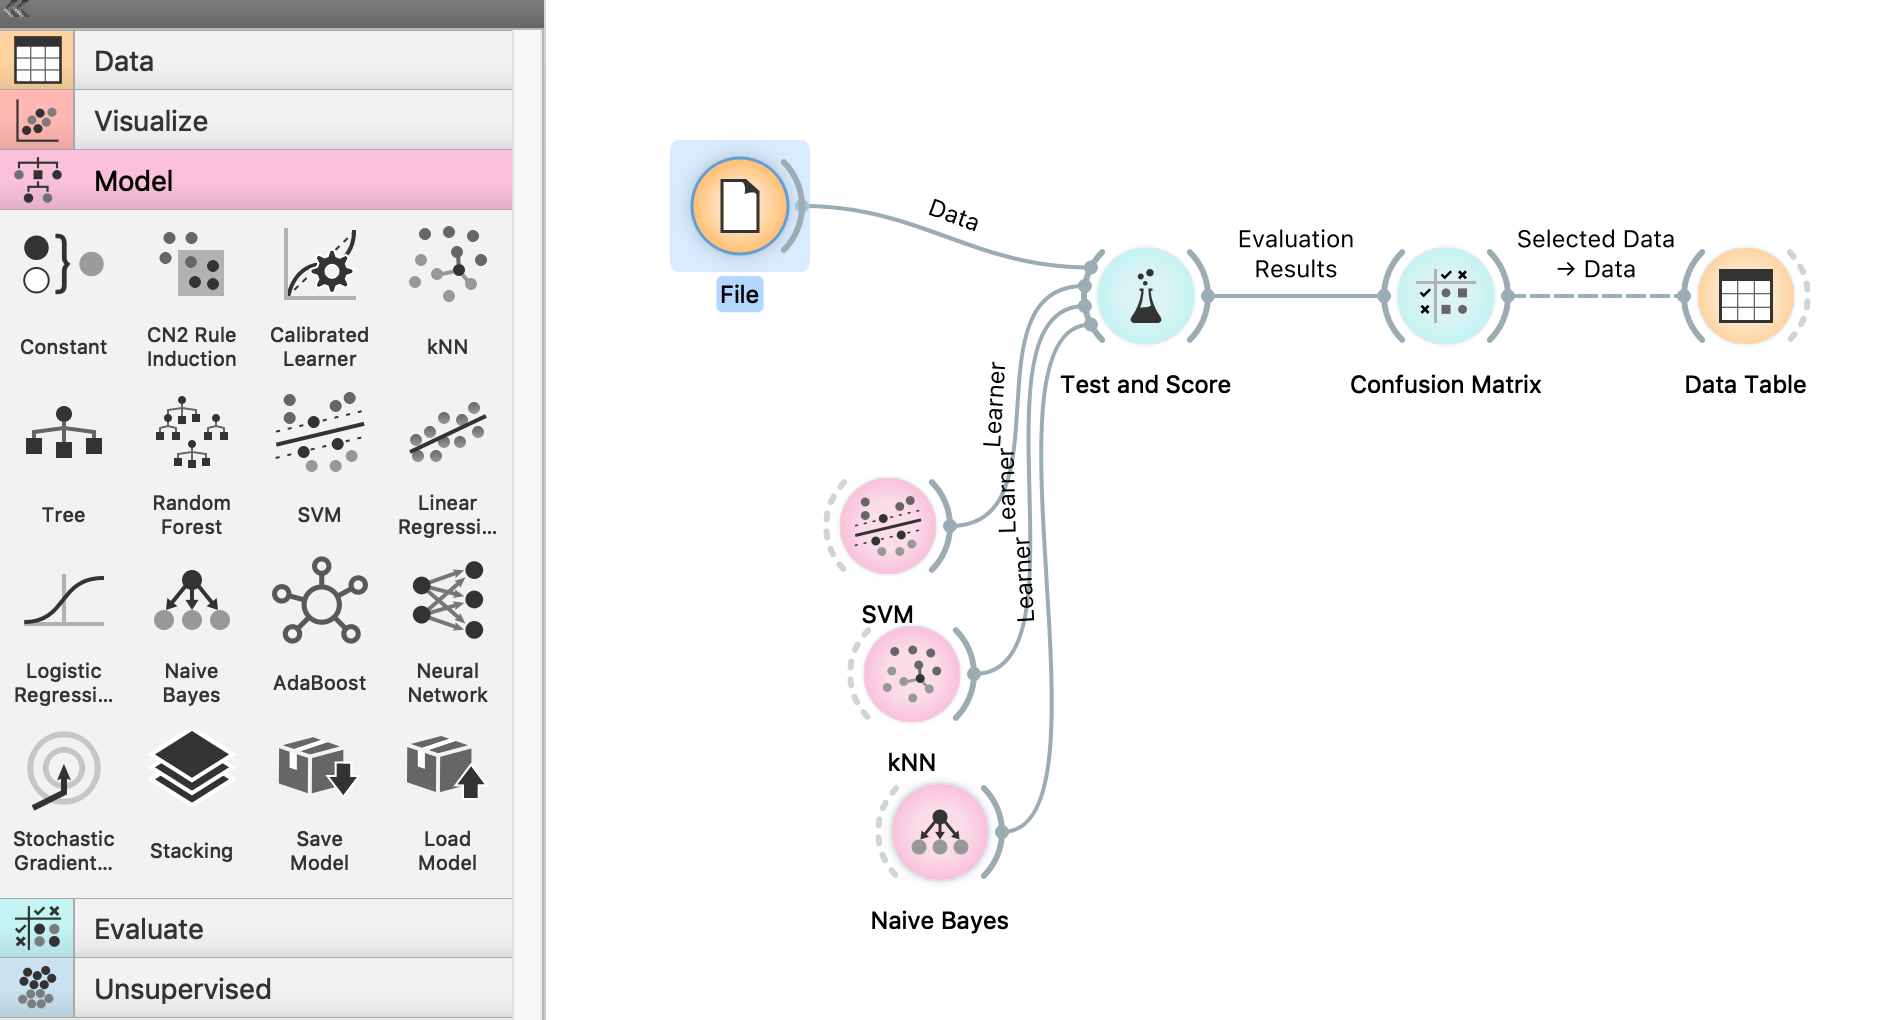 Data
Visualize
Model
Constant
CN2 Rule
Induction
Calibrated
Learner
kNN
Tree
Random
Forest
SVM
Linear
Regressi...
Logistic
Regressi...
Naive
Bayes
AdaBoost
Neural
Network
Stochastic
Gradient...
Stacking
Save
Model
Load
Model
Evaluate
Unsupervised
File
Data
Evaluation
Results
Selected Data
→ Data
Test and Score
Confusion Matrix
Data Table
Learner
Learner
Learner
SVM
kNN
Naive Bayes